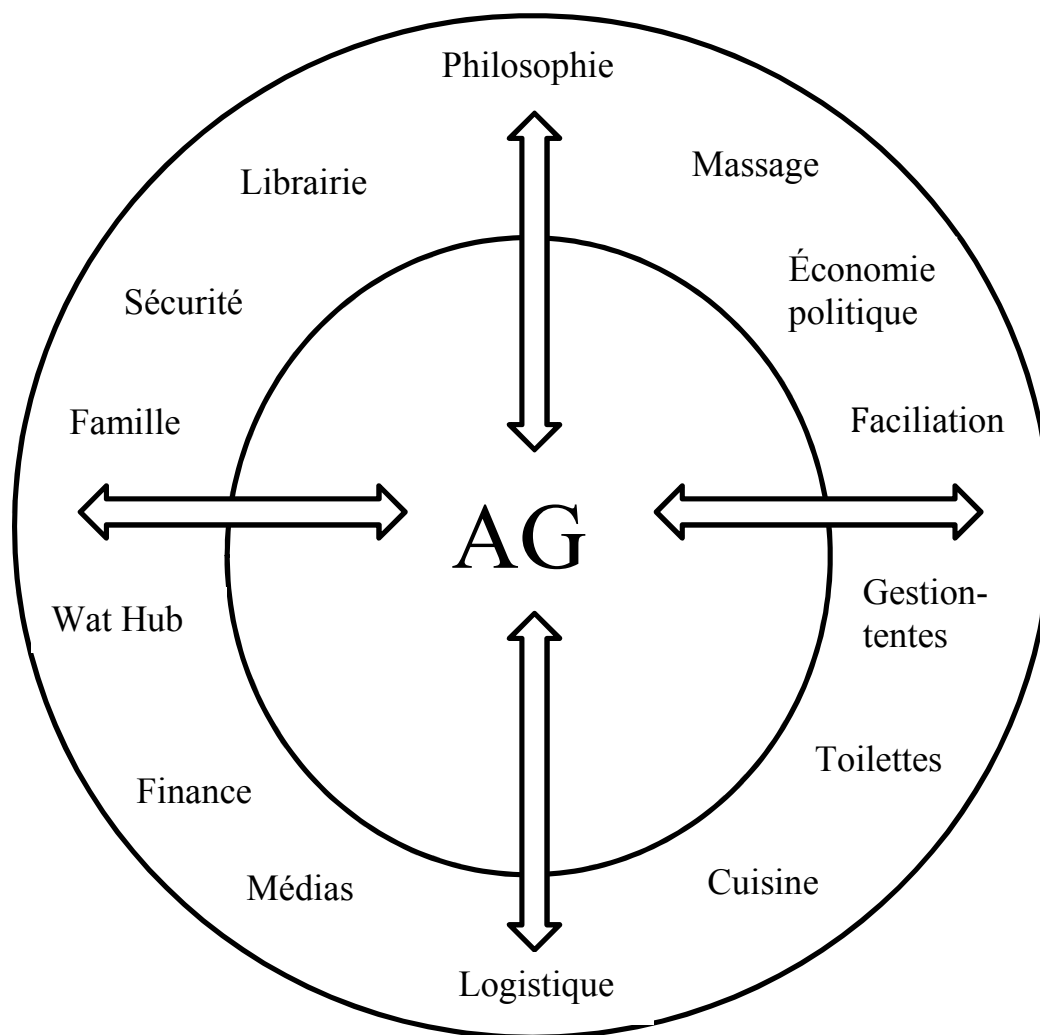 Philosophie
Massage
Librairie
Économie
politique
Sécurité
Famille
Faciliation
AG
Gestion-
tentes
Wat Hub
Toilettes
Finance
Cuisine
Médias
Logistique